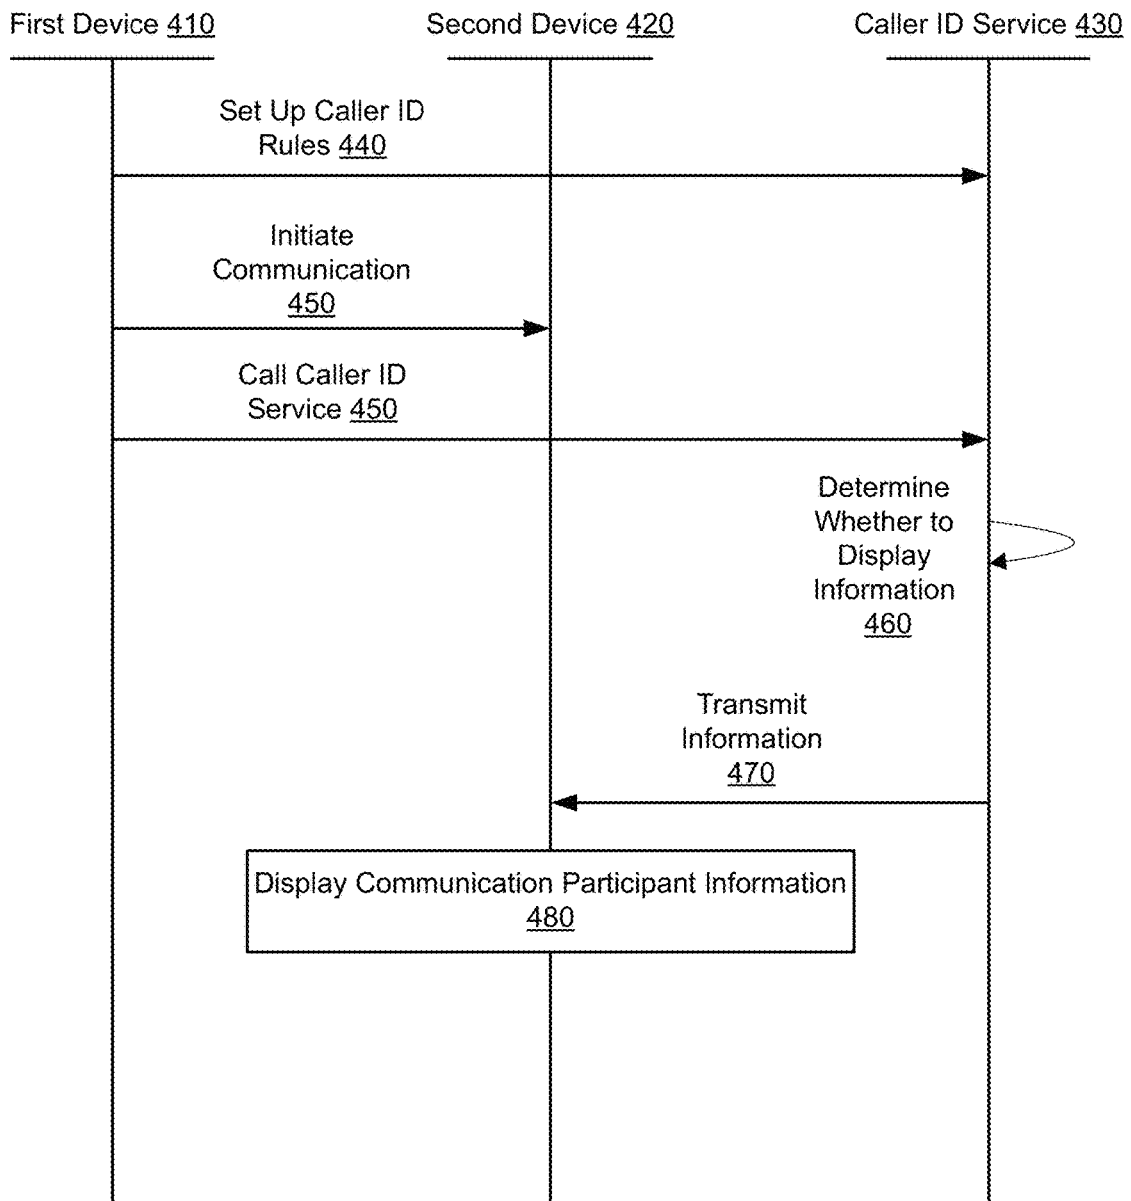 First Device 410
Second Device 420
Caller ID Service 430
Set Up Caller ID
Rules 440
Initiate
Communication
450
Call Caller ID
Service 450
Determine
Whether to
Display
Information
460
Transmit
Information
470
Display Communication Participant Information
480